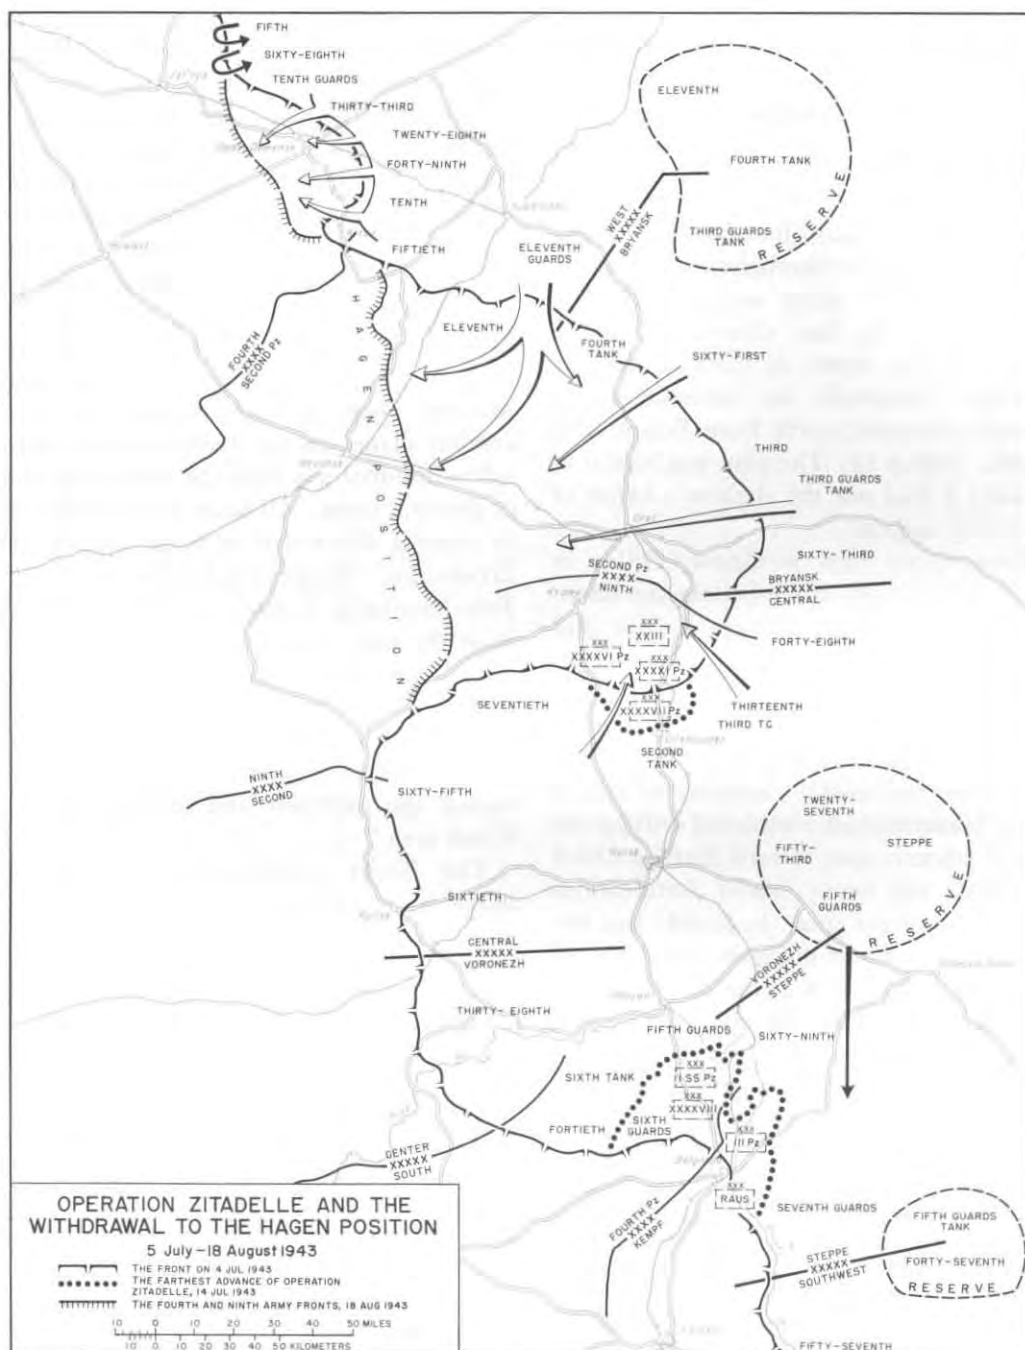 FIFTH
SIXTY-EIGHTH
TENTH GUARDS
THIRTY-THIRD
TWENTY-EIGHTH
FORTY-NINTH
TENTH
FIFTIETH
ELEVENTH
FOURTH TANK
THIRD GUARDS
TANK
RESERVE
WEST
XXXXX
BRYANSK
ELEVENTH
GUARDS
ELEVENTH
FOURTH
TANK
SIXTY-FIRST
FOURTH
XXXX
SECOND Pz
HAGEN POSITION
THIRD
THIRD GUARDS
TANK
SIXTY-THIRD
Orel
SECOND Pz
XXXX
NINTH
BRYANSK
XXXXX
CENTRAL
FORTY-EIGHTH
XXX
XXIII
XXX
XXXXVI Pz
XXX
XXXXI Pz
XXX
XXXXVII Pz
THIRTEENTH
THIRD TG
SEVENTIETH
SECOND
TANK
NINTH
XXXX
SECOND
SIXTY-FIFTH
TWENTY-
SEVENTH
FIFTY-
THIRD
STEPPE
FIFTH
GUARDS
RESERVE
Kursk
SIXTIETH
CENTRAL
XXXXX
VORONEZH
VORONEZH
XXXXX
STEPPE
THIRTY-EIGHTH
FIFTH GUARDS
SIXTY-NINTH
SIXTH TANK
XXX
II SS Pz
XXX
XXXXVIII
FORTIETH
SIXTH
GUARDS
XXX
III Pz
CENTER
XXXXX
SOUTH
XXX
RAUS
FOURTH Pz
XXXX
KEMPF
SEVENTH GUARDS
FIFTH GUARDS
TANK
FORTY-SEVENTH
RESERVE
STEPPE
XXXXX
SOUTHWEST
FIFTY-SEVENTH
OPERATION ZITADELLE AND THE
WITHDRAWAL TO THE HAGEN POSITION
5 July–18 August 1943
THE FRONT ON 4 JUL 1943
THE FARTHEST ADVANCE OF OPERATION
ZITADELLE, 14 JUL 1943
THE FOURTH AND NINTH ARMY FRONTS, 18 AUG 1943
10 0 10 20 30 40 50 MILES
10 0 10 20 30 40 50 KILOMETERS